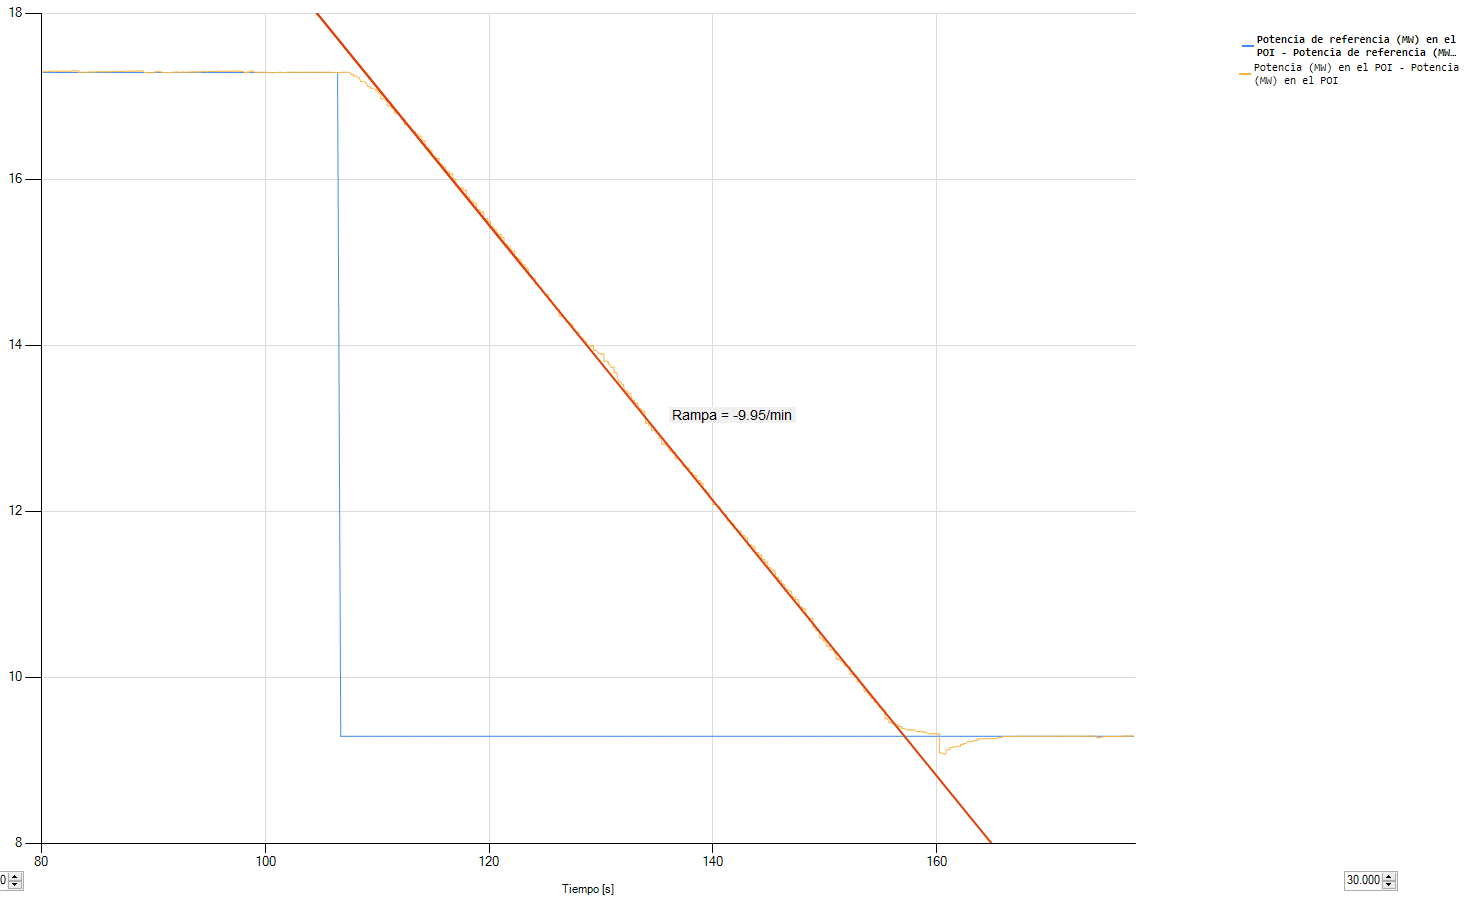 18
16
14
12
10
8
80
100
120
140
160
Tiempo [s]
Rampa = -9.95/min
Potencia de referencia (MW) en el
POI - Potencia de referencia (MW…
Potencia (MW) en el POI - Potencia
(MW) en el POI
0
30.000